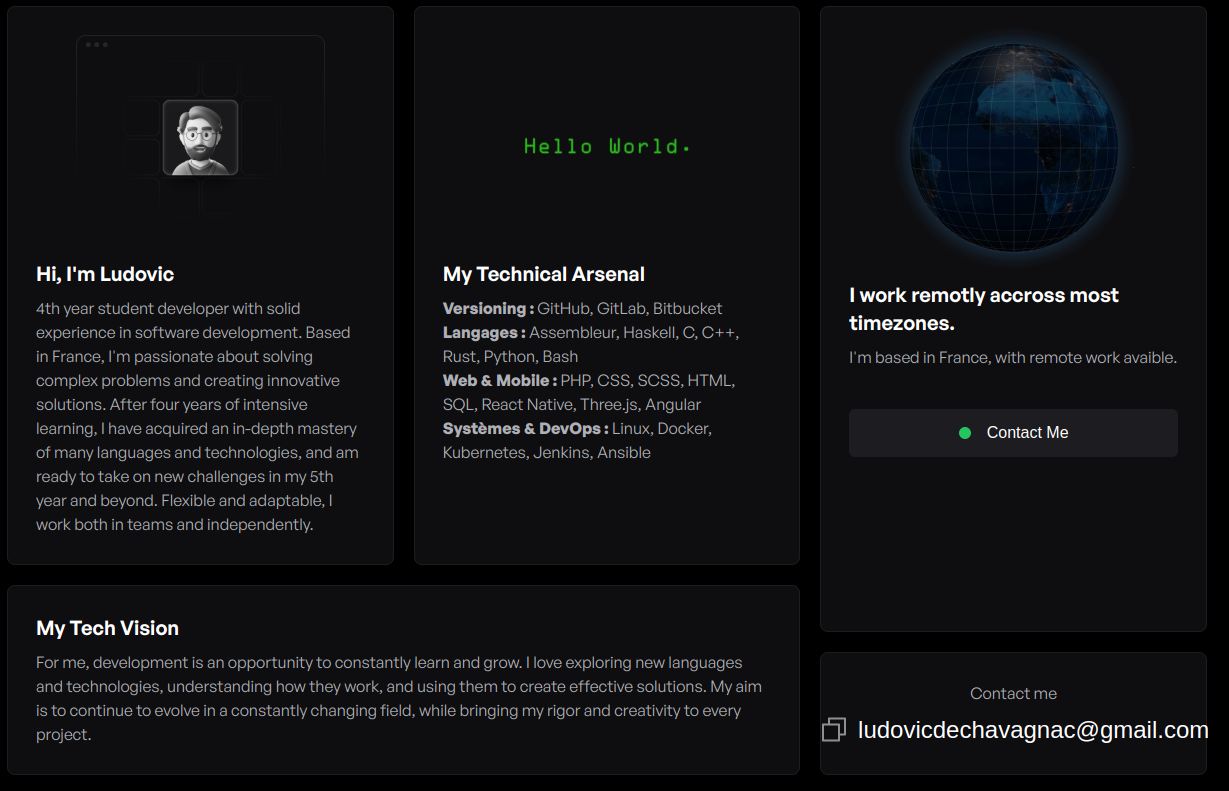 Hi, I'm Ludovic
4th year student developer with solid
experience in software development. Based
in France, I'm passionate about solving
complex problems and creating innovative
solutions. After four years of intensive
learning, I have acquired an in-depth mastery
of many languages and technologies, and am
ready to take on new challenges in my 5th
year and beyond. Flexible and adaptable, I
work both in teams and independently.
Hello World.
My Technical Arsenal
Versioning : GitHub, GitLab, Bitbucket
Langages : Assembleur, Haskell, C, C++,
Rust, Python, Bash
Web & Mobile : PHP, CSS, SCSS, HTML,
SQL, React Native, Three.js, Angular
Systèmes & DevOps : Linux, Docker,
Kubernetes, Jenkins, Ansible
I work remotly accross most
timezones.
I'm based in France, with remote work avaible.
Contact Me
My Tech Vision
For me, development is an opportunity to constantly learn and grow. I love exploring new languages
and technologies, understanding how they work, and using them to create effective solutions. My aim
is to continue to evolve in a constantly changing field, while bringing my rigor and creativity to every
project.
Contact me
ludovicdechavagnac@gmail.com